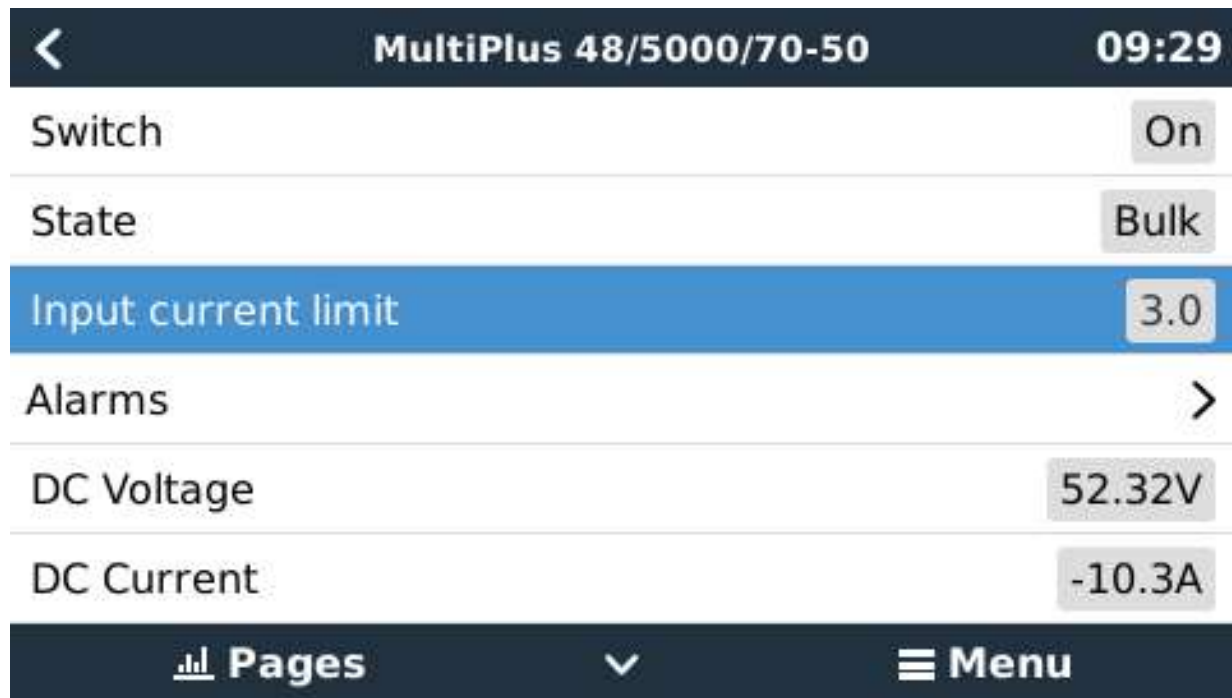 MultiPlus 48/5000/70-50 09:29
Switch On
State Bulk
Input current limit 3.0
Alarms
DC Voltage 52.32V
DC Current -10.3A
Pages Menu